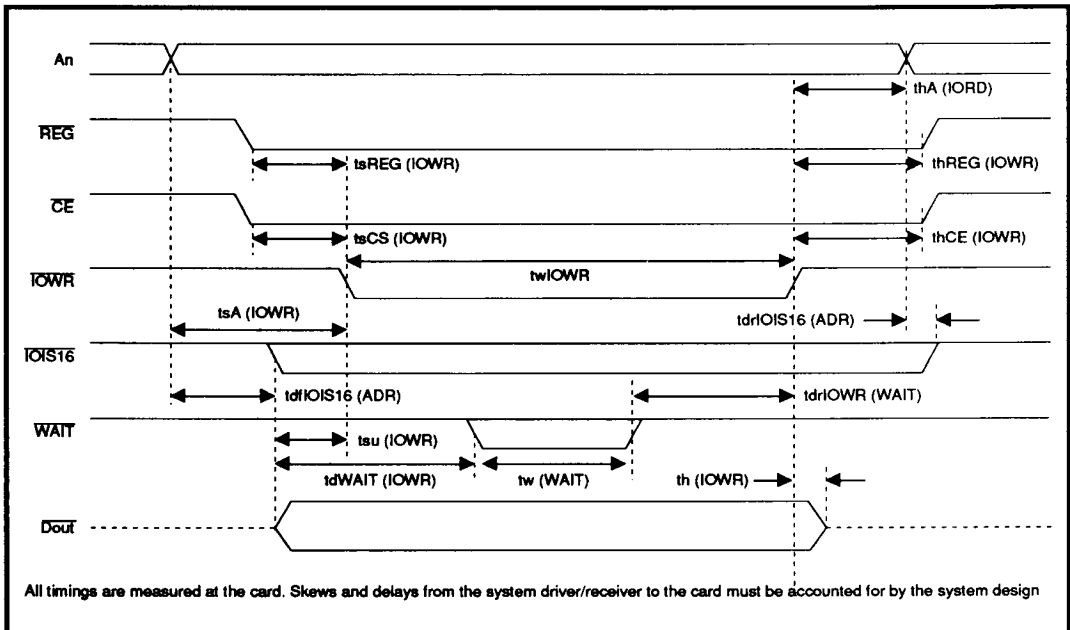 An
thA (IORD)
REG
tsREG (IOWR)
thREG (IOWR)
CE
tsCS (IOWR)
thCE (IOWR)
twIOWR
IOWR
tsA (IOWR)
tdrIOIS16 (ADR)
IOIS16
tdfIOIS16 (ADR)
tdrIOWR (WAIT)
WAIT
tsu (IOWR)
tdWAIT (IOWR)
tw (WAIT)
th (IOWR)
Dout
All timings are measured at the card. Skews and delays from the system driver/receiver to the card must be accounted for by the system design